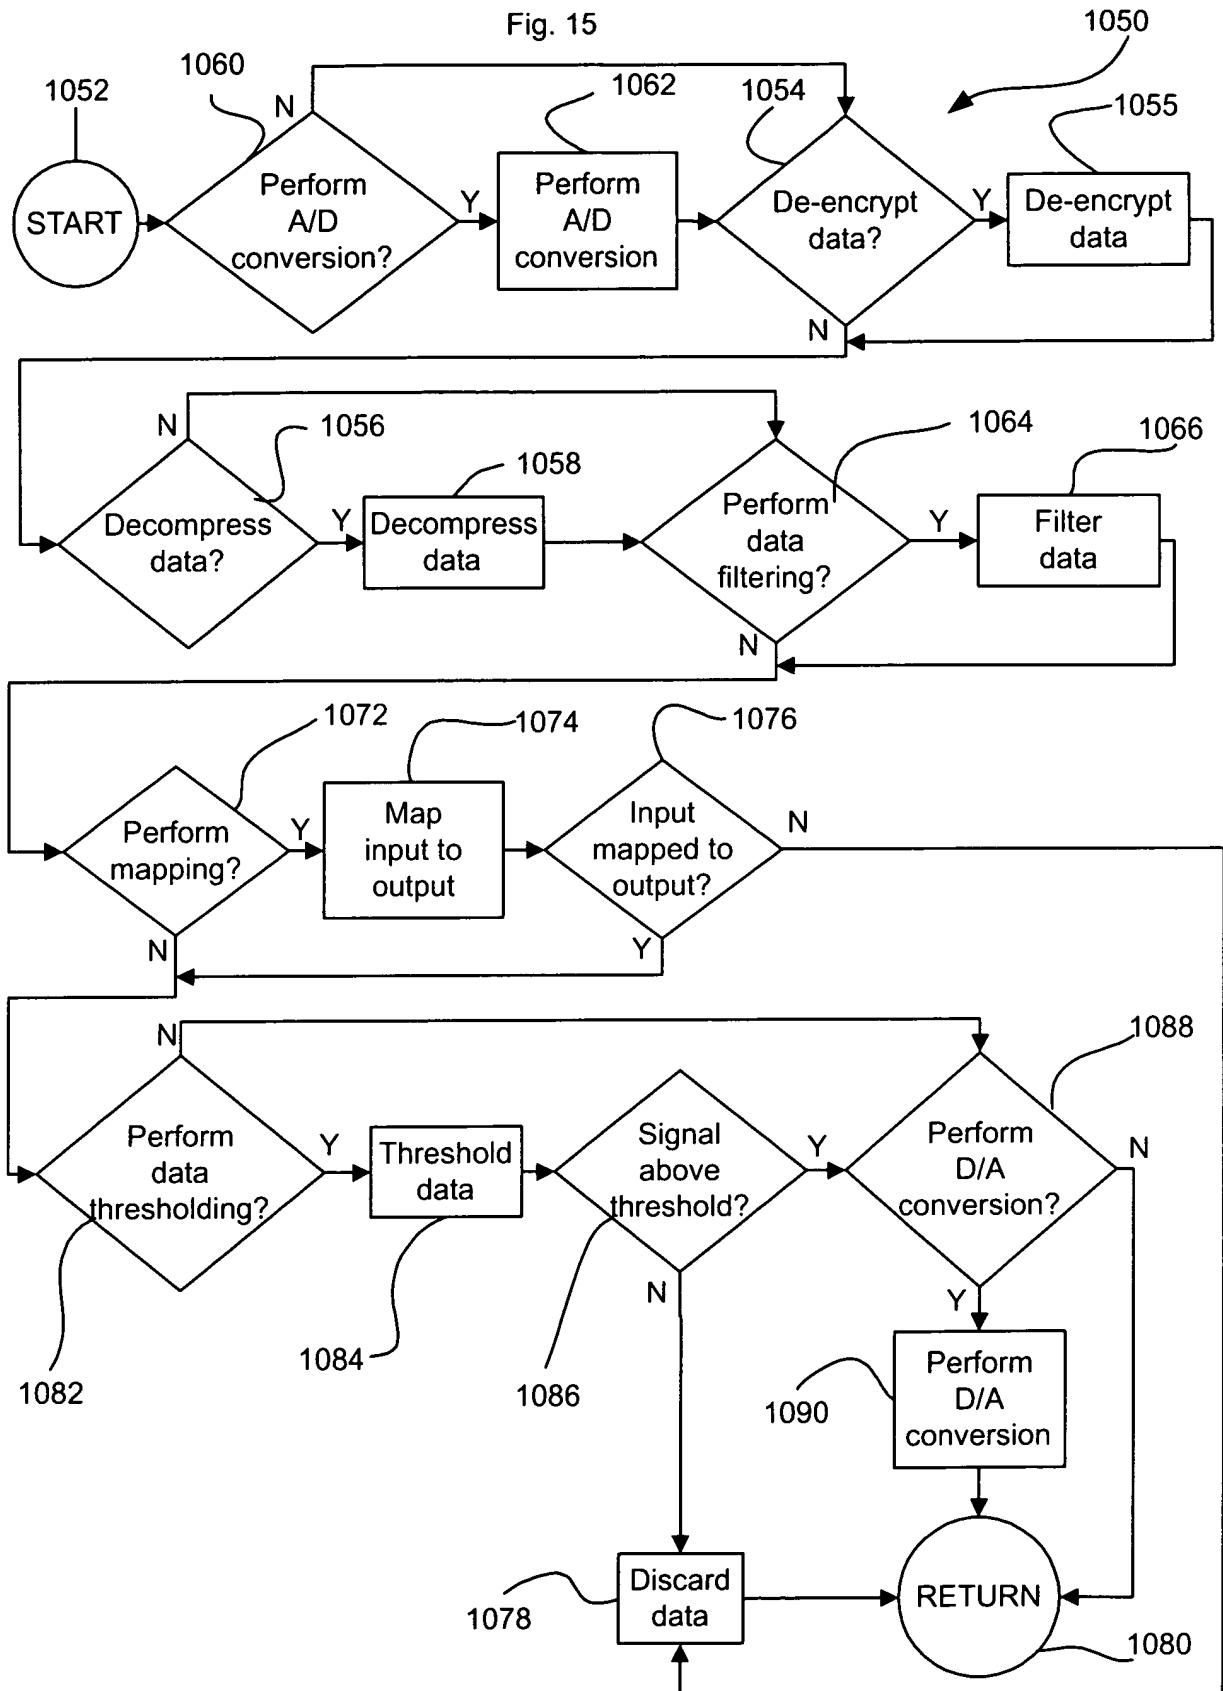 Fig. 15
1050
1052
1060
1062
1054
1055
START
Perform
A/D
conversion?
N
Y
Perform
A/D
conversion
De-encrypt
data?
Y
N
De-encrypt
data
1056
1058
1064
1066
Decompress
data?
N
Y
Decompress
data
Perform
data
filtering?
Y
N
Filter
data
1072
1074
1076
Perform
mapping?
Y
N
Map
input to
output
Input
mapped to
output?
N
Y
1088
Perform
data
thresholding?
N
Y
Threshold
data
Signal
above
threshold?
Y
N
Perform
D/A
conversion?
N
Y
1082
1084
1086
1090
Perform
D/A
conversion
1078
Discard
data
RETURN
1080